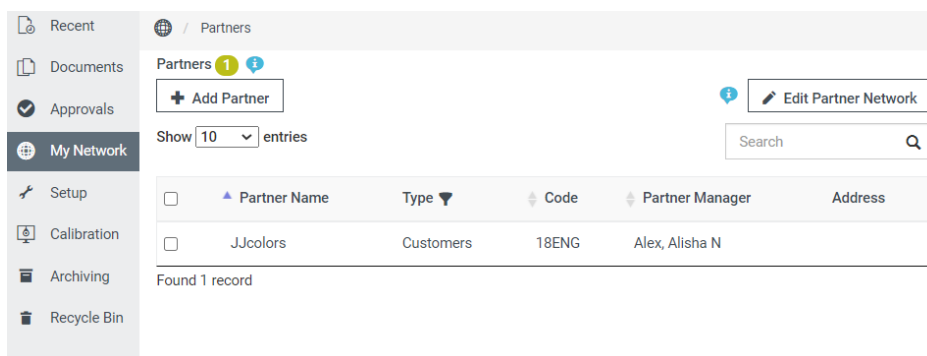 Recent
Documents
Approvals
My Network
Setup
Calibration
Archiving
Recycle Bin
/ Partners
Partners 1 i
+ Add Partner
i Edit Partner Network
Show 10 entries
Search
Partner Name Type Code Partner Manager Address
JJcolors Customers 18ENG Alex, Alisha N
Found 1 record